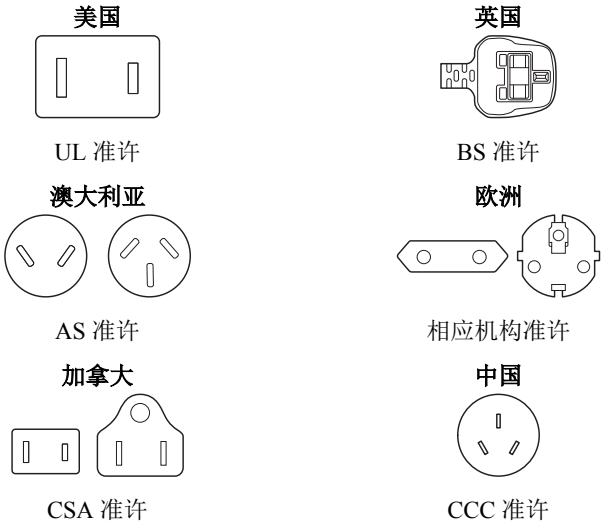 美国
英国
UL 准许
BS 准许
澳大利亚
欧洲
AS 准许
相应机构准许
加拿大
中国
CSA 准许
CCC 准许